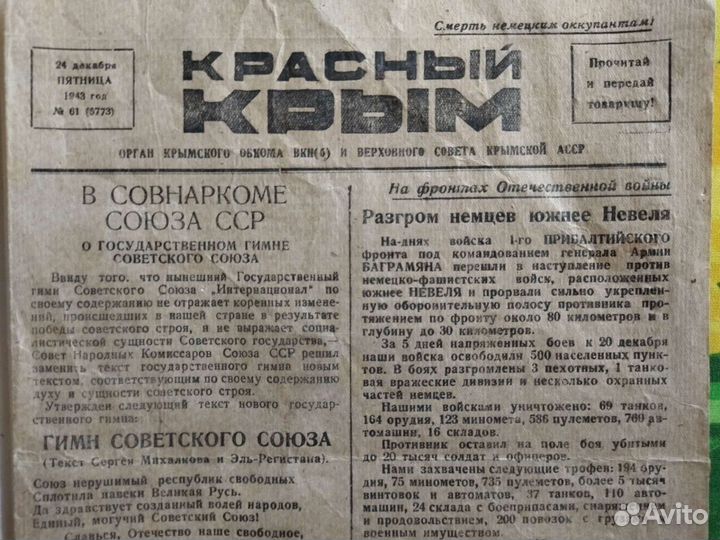 Смерть немецким оккупантам!
24 декабря
ПЯТНИЦА
1943 год
№ 61 (5773)
КРАСНЫЙ
КРЫМ
Прочитай
и передай
товарищу!
ОРГАН КРЫМСКОГО ОБКОМА ВКП(б) И ВЕРХОВНОГО СОВЕТА КРЫМСКОЙ АССР
В СОВНАРКОМЕ
СОЮЗА ССР
О ГОСУДАРСТВЕННОМ ГИМНЕ
СОВЕТСКОГО СОЮЗА
Ввиду того, что нынешний Государственный
гимн Советского Союза „Интернационал" по
своему содержанию не отражает коренных изменений,
происшедших в нашей стране в результате
победы советского строя, и не выражает социа-
листической сущности Советского государства,—
Совет Народных Комиссаров Союза ССР решил
заменить текст государственного гимна новым
текстом, соответствующим по своему содержанию
духу и сущности советского строя.
Утвержден следующий текст нового государ-
ственного гимна:
ГИМН СОВЕТСКОГО СОЮЗА
(Текст Сергея Михалкова и Эль-Регистана).
Союз нерушимый республик свободных
Сплотила навеки Великая Русь.
Да здравствует созданный волей народов,
Единый, могучий Советский Союз!
Славься, Отечество наше свободное,
На фронтах Отечественной войны
Разгром немцев южнее Невеля
На-днях войска 1-го ПРИБАЛТИЙСКОГО
фронта под командованием генерала Армии
БАГРАМЯНА перешли в наступление против
немецко-фашистских войск, расположенных
южнее НЕВЕЛЯ и прорвали сильно укреплен-
ную оборонительную полосу противника про-
тяжением по фронту около 80 километров и в
глубину до 30 километров.
За 5 дней напряженных боев к 20 декабря
наши войска освободили 500 населенных пунк-
тов. В боях разгромлены 3 пехотных, 1 танко-
вая вражеские дивизии и несколько охранных
частей немцев.
Нашими войсками уничтожено: 69 танков,
164 орудия, 123 миномета, 586 пулеметов, 769 ав-
томашин, 16 складов.
Противник оставил на поле боя убитыми
до 20 тысяч солдат и офицеров.
Нами захвачены следующие трофеи: 194 ору-
дия, 75 минометов, 735 пулеметов, более 5 тысяч
винтовок и автоматов, 37 танков, 110 авто-
машин, 24 склада с боеприпасами, снаряжением
и продовольствием, 200 повозок с
военным имуществом.
Avito